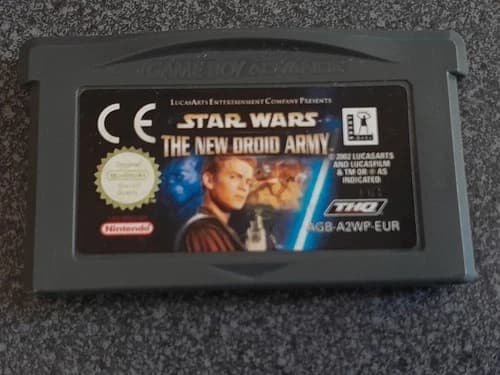 GAME BOY ADVANCE
LucasArts Entertainment Company Presents
CE
STAR WARS
THE NEW DROID ARMY
© 2002 LUCASARTS
AND LUCASFILM
& TM OR ® AS
INDICATED.
Nintendo
THQ
AGB-A2WP-EUR